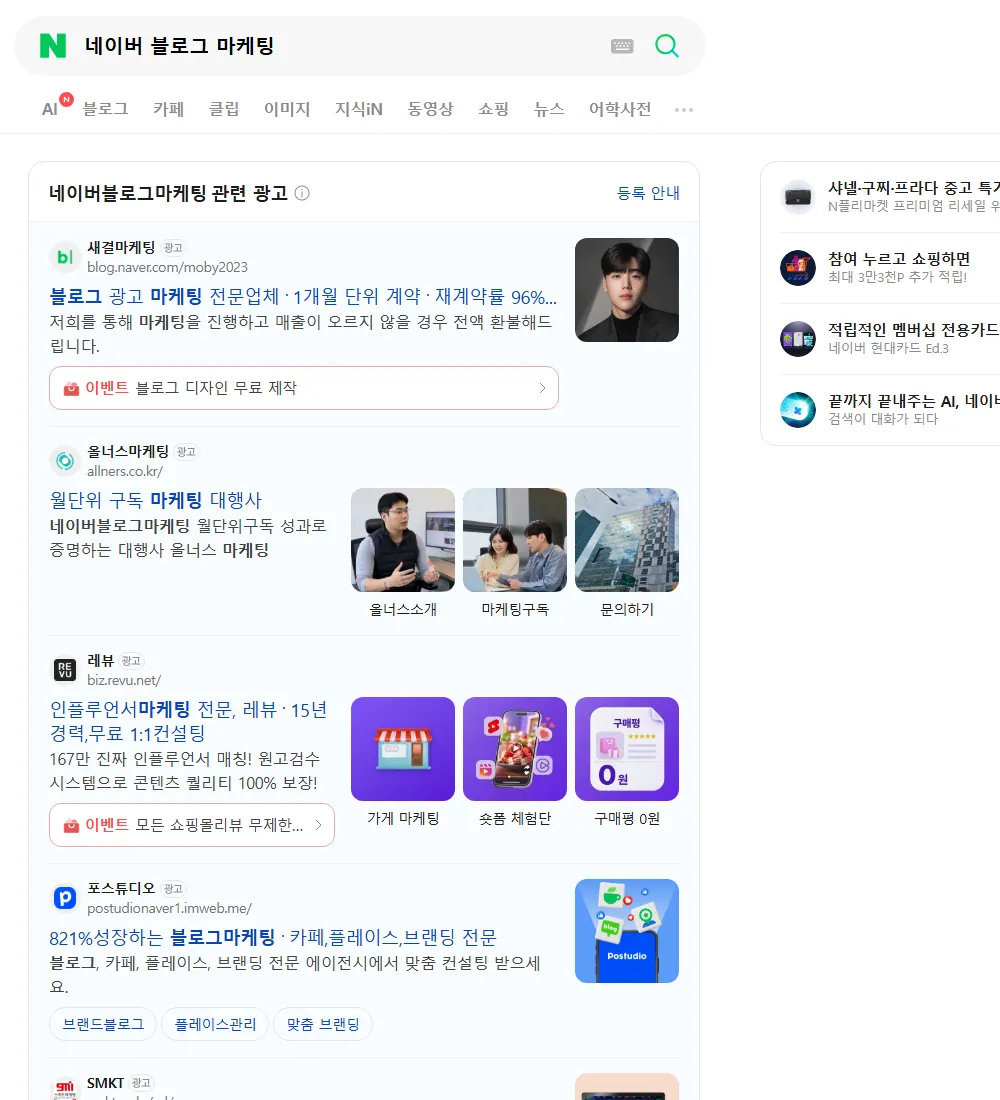 네이버 블로그 마케팅
AI N 블로그 카페 클립 이미지 지식iN 동영상 쇼핑 뉴스 어학사전
네이버블로그마케팅 관련 광고
등록 안내
bl
새결마케팅 광고
blog.naver.com/moby2023
블로그 광고 마케팅 전문업체 · 1개월 단위 계약 · 재계약률 96%...
저희를 통해 마케팅을 진행하고 매출이 오르지 않을 경우 전액 환불해드
립니다.
이벤트 블로그 디자인 무료 제작
올너스마케팅 광고
allners.co.kr/
월단위 구독 마케팅 대행사
네이버블로그마케팅 월단위구독 성과로
증명하는 대행사 올너스 마케팅
올너스소개
마케팅구독
문의하기
RE
VU
레뷰 광고
biz.revu.net/
인플루언서마케팅 전문, 레뷰 · 15년
경력,무료 1:1컨설팅
167만 진짜 인플루언서 매칭! 원고검수
시스템으로 콘텐츠 퀄리티 100% 보장!
이벤트 모든 쇼핑몰리뷰 무제한...
가게 마케팅
숏폼 체험단
구매평
0원
구매평 0원
포스튜디오 광고
postudionaver1.imweb.me/
821%성장하는 블로그마케팅 · 카페,플레이스,브랜딩 전문
블로그, 카페, 플레이스, 브랜딩 전문 에이전시에서 맞춤 컨설팅 받으세
요.
blog
Postudio
브랜드블로그
플레이스관리
맞춤 브랜딩
SMKT 광고
샤넬·구찌·프라다 중고 특가
N플리마켓 프리미엄 리세일
참여 누르고 쇼핑하면
최대 3만3천P 추가 적립!
적립적인 멤버십 전용카드
네이버 현대카드 Ed.3
끝까지 끝내주는 AI,
검색이 대화가 되다